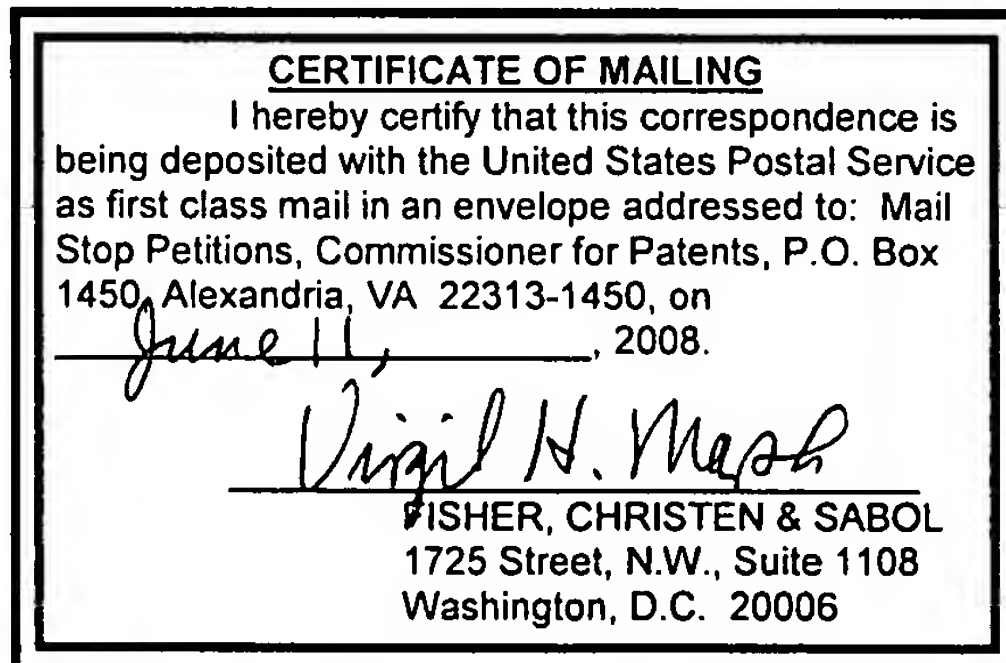 CERTIFICATE OF MAILING
I hereby certify that this correspondence is
being deposited with the United States Postal Service
as first class mail in an envelope addressed to: Mail
Stop Petitions, Commissioner for Patents, P.O. Box
1450, Alexandria, VA 22313-1450, on
June 11, , 2008.
Virgil H. Marsh
FISHER, CHRISTEN & SABOL
1725 Street, N.W., Suite 1108
Washington, D.C. 20006